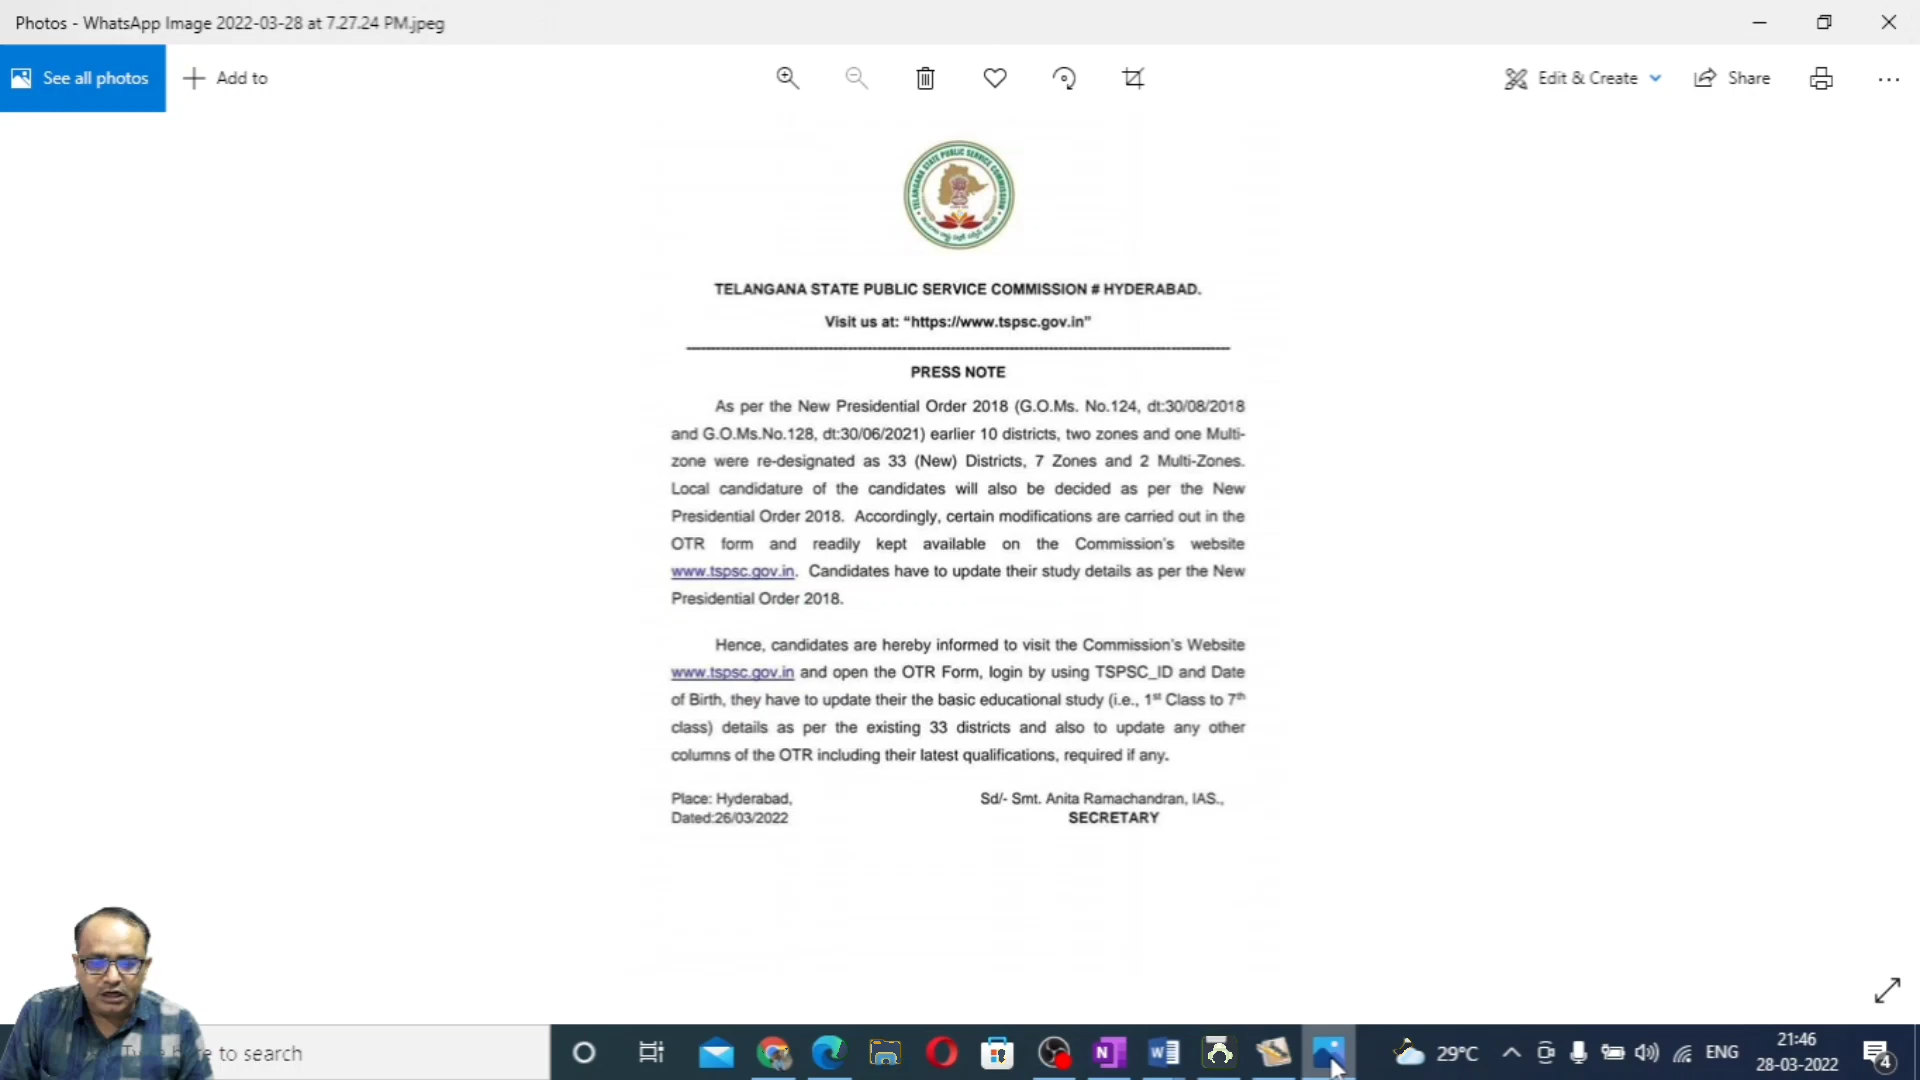 Photos - WhatsApp Image 2022-03-28 at 7.27.24 PM.jpeg
See all photos
Add to
Edit & Create
Share
TELANGANA STATE PUBLIC SERVICE COMMISSION
TELANGANA STATE PUBLIC SERVICE COMMISSION # HYDERABAD.
Visit us at: “https://www.tspsc.gov.in”
PRESS NOTE
As per the New Presidential Order 2018 (G.O.Ms. No.124, dt:30/08/2018
and G.O.Ms.No.128, dt:30/06/2021) earlier 10 districts, two zones and one Multi-
zone were re-designated as 33 (New) Districts, 7 Zones and 2 Multi-Zones.
Local candidature of the candidates will also be decided as per the New
Presidential Order 2018. Accordingly, certain modifications are carried out in the
OTR form and readily kept available on the Commission’s website
www.tspsc.gov.in. Candidates have to update their study details as per the New
Presidential Order 2018.
Hence, candidates are hereby informed to visit the Commission’s Website
www.tspsc.gov.in and open the OTR Form, login by using TSPSC_ID and Date
of Birth, they have to update their the basic educational study (i.e., 1st Class to 7th
class) details as per the existing 33 districts and also to update any other
columns of the OTR including their latest qualifications, required if any.
Place: Hyderabad,
Dated:26/03/2022
Sd/- Smt. Anita Ramachandran, IAS.,
SECRETARY
to search
29°C
ENG
21:46
28-03-2022
4